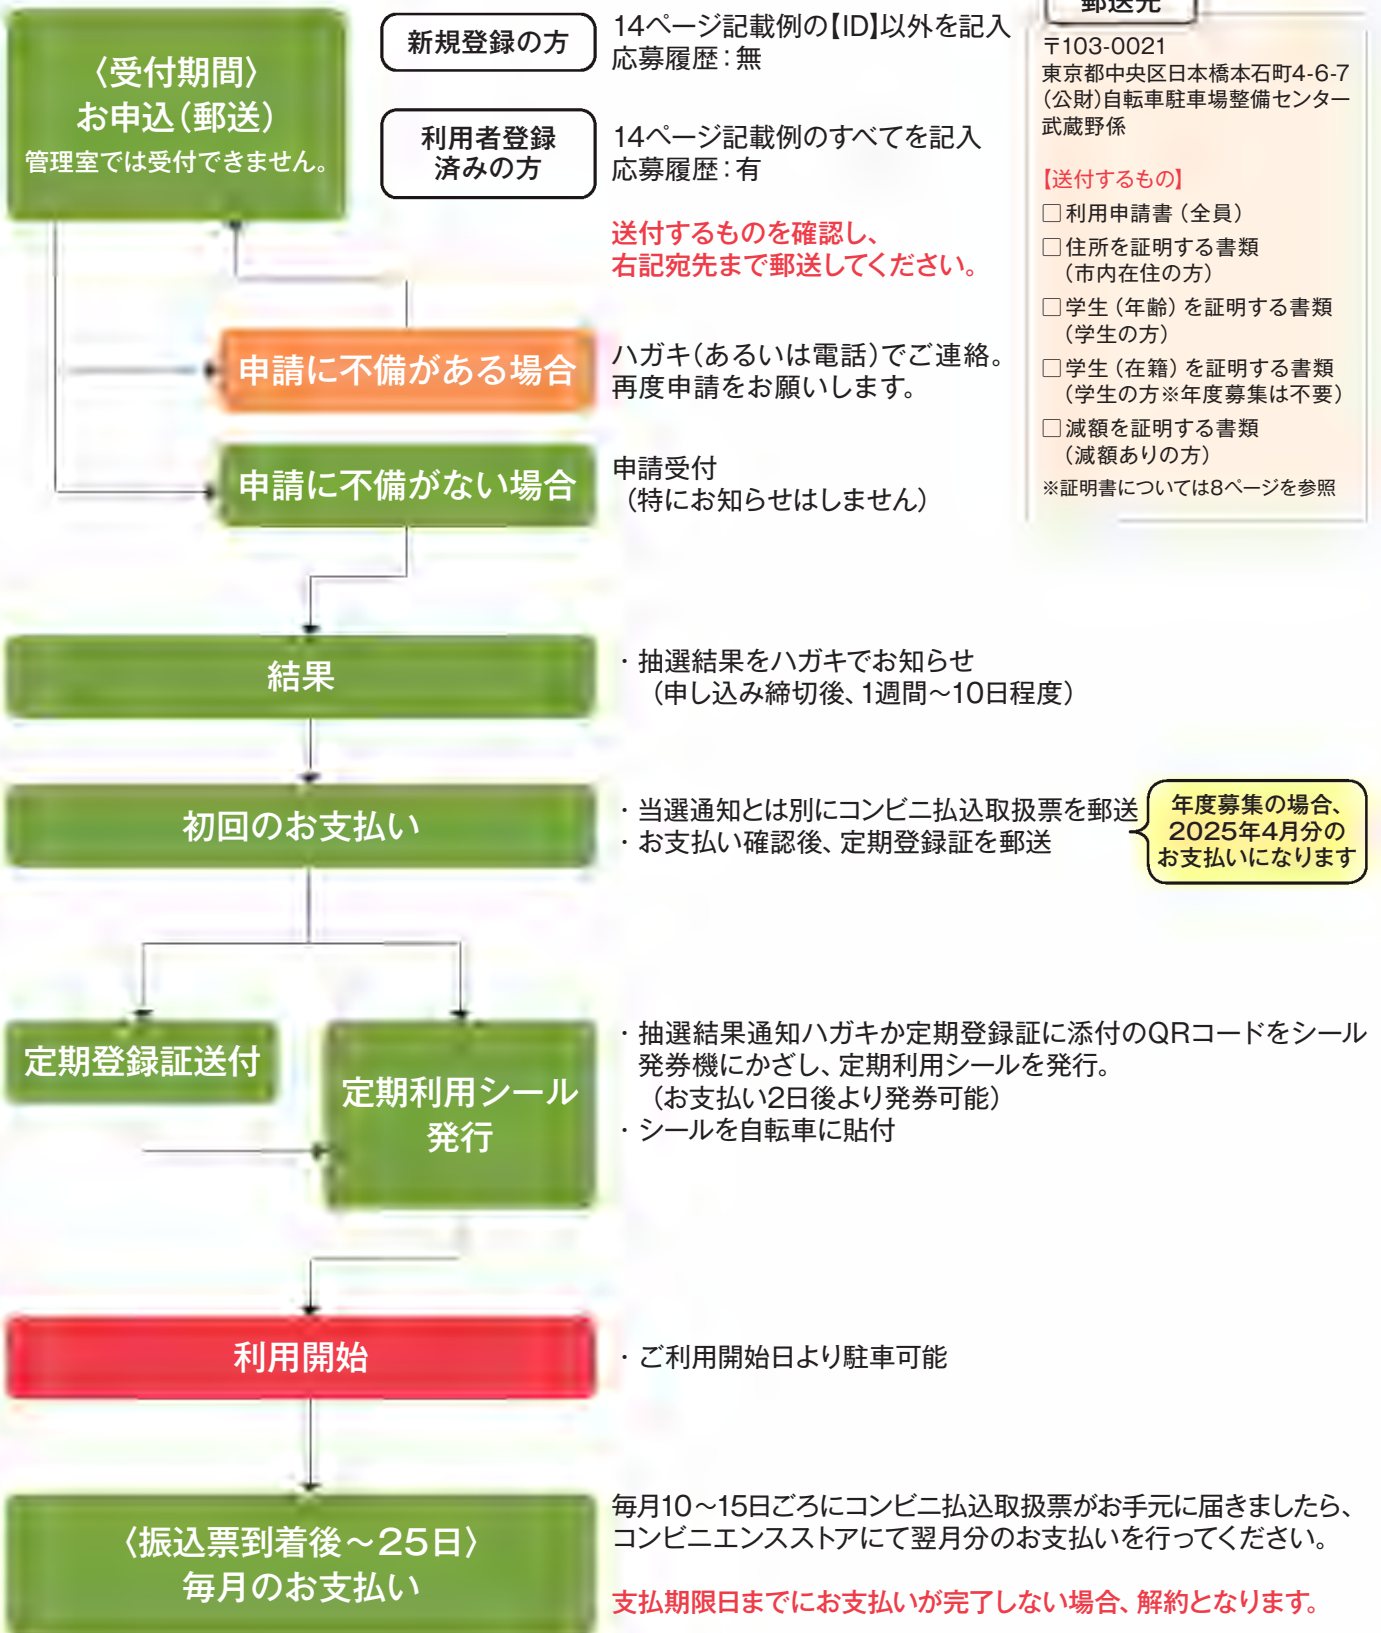 〈受付期間〉
お申込(郵送)
管理室では受付できません。
新規登録の方
14ページ記載例の【ID】以外を記入
応募履歴:無
利用者登録
済みの方
14ページ記載例のすべてを記入
応募履歴:有
送付するものを確認し、
右記宛先まで郵送してください。
郵送先
〒103-0021
東京都中央区日本橋本石町4-6-7
(公財)自転車駐車場整備センター
武蔵野係
【送付するもの】
□利用申請書(全員)
□住所を証明する書類
(市内在住の方)
□学生(年齢)を証明する書類
(学生の方)
□学生(在籍)を証明する書類
(学生の方※年度募集は不要)
□減額を証明する書類
(減額ありの方)
※証明書については8ページを参照
申請に不備がある場合
ハガキ(あるいは電話)でご連絡。
再度申請をお願いします。
申請に不備がない場合
申請受付
(特にお知らせはしません)
結果
・抽選結果をハガキでお知らせ
(申し込み締切後、1週間~10日程度)
初回のお支払い
・当選通知とは別にコンビニ払込取扱票を郵送
・お支払い確認後、定期登録証を郵送
年度募集の場合、
2025年4月分の
お支払いになります
定期登録証送付
定期利用シール
発行
・抽選結果通知ハガキか定期登録証に添付のQRコードをシール
発券機にかざし、定期利用シールを発行。
(お支払い2日後より発券可能)
・シールを自転車に貼付
利用開始
・ご利用開始日より駐車可能
〈振込票到着後~25日〉
毎月のお支払い
毎月10~15日ごろにコンビニ払込取扱票がお手元に届きましたら、
コンビニエンスストアにて翌月分のお支払いを行ってください。
支払期限日までにお支払いが完了しない場合、解約となります。